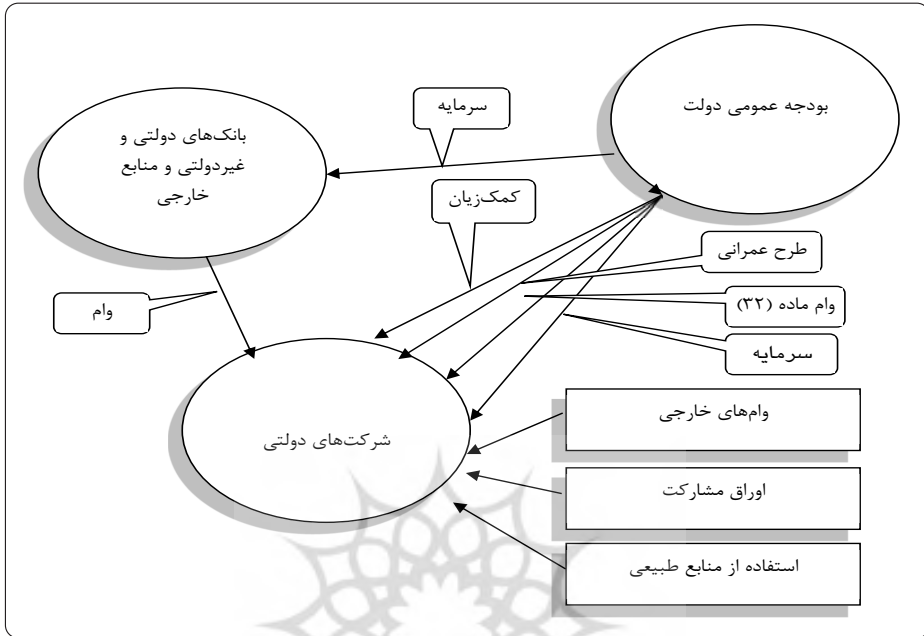 بودجه عمومی دولت
سرمایه
بانک‌های دولتی و
غیردولتی و منابع
خارجی
کمک‌زیان
طرح عمرانی
وام ماده (۳۲)
سرمایه
وام
شرکت‌های دولتی
وام‌های خارجی
اوراق مشارکت
استفاده از منابع طبیعی